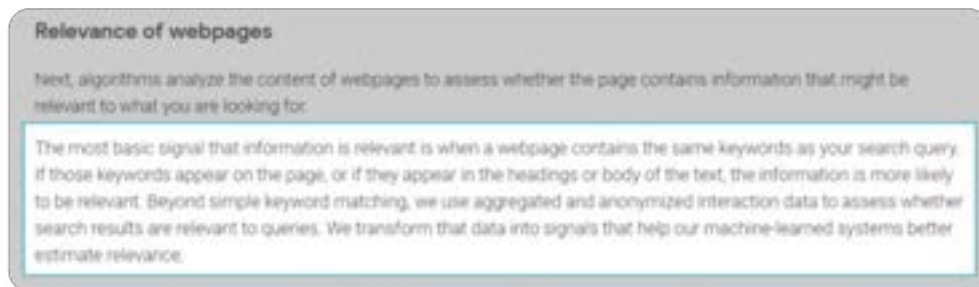 Relevance of webpages
Next, algorithms analyze the content of webpages to assess whether the page contains information that might be
relevant to what you are looking for.
The most basic signal that information is relevant is when a webpage contains the same keywords as your search query.
If those keywords appear on the page, or if they appear in the headings or body of the text, the information is more likely
to be relevant. Beyond simple keyword matching, we use aggregated and anonymized interaction data to assess whether
search results are relevant to queries. We transform that data into signals that help our machine-learned systems better
estimate relevance.